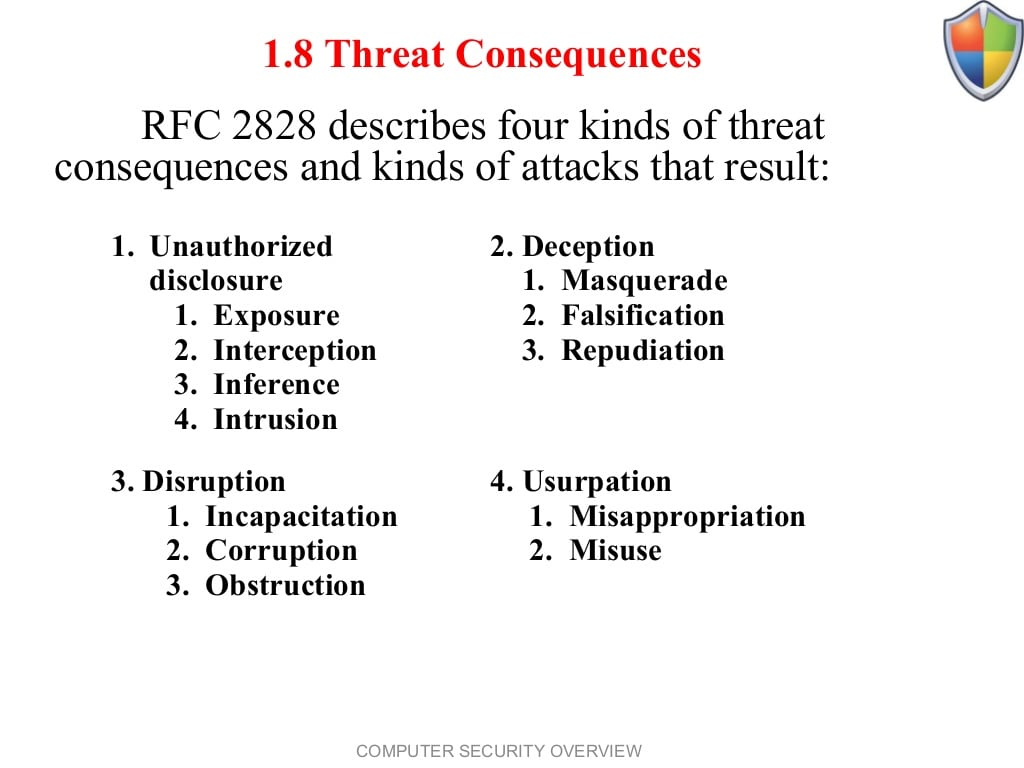 1.8 Threat Consequences
RFC 2828 describes four kinds of threat
consequences and kinds of attacks that result:
1. Unauthorized
disclosure
1. Exposure
2. Interception
3. Inference
4. Intrusion
2. Deception
1. Masquerade
2. Falsification
3. Repudiation
3. Disruption
1. Incapacitation
2. Corruption
3. Obstruction
4. Usurpation
1. Misappropriation
2. Misuse
COMPUTER SECURITY OVERVIEW